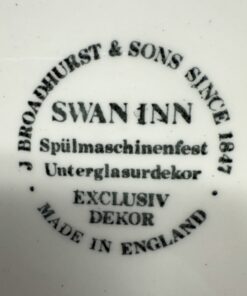 J BROADHURST & SONS SINCE 1847
SWAN INN
Spülmaschinenfest
Unterglasurdekor
EXCLUSIV
DEKOR
• MADE IN ENGLAND •